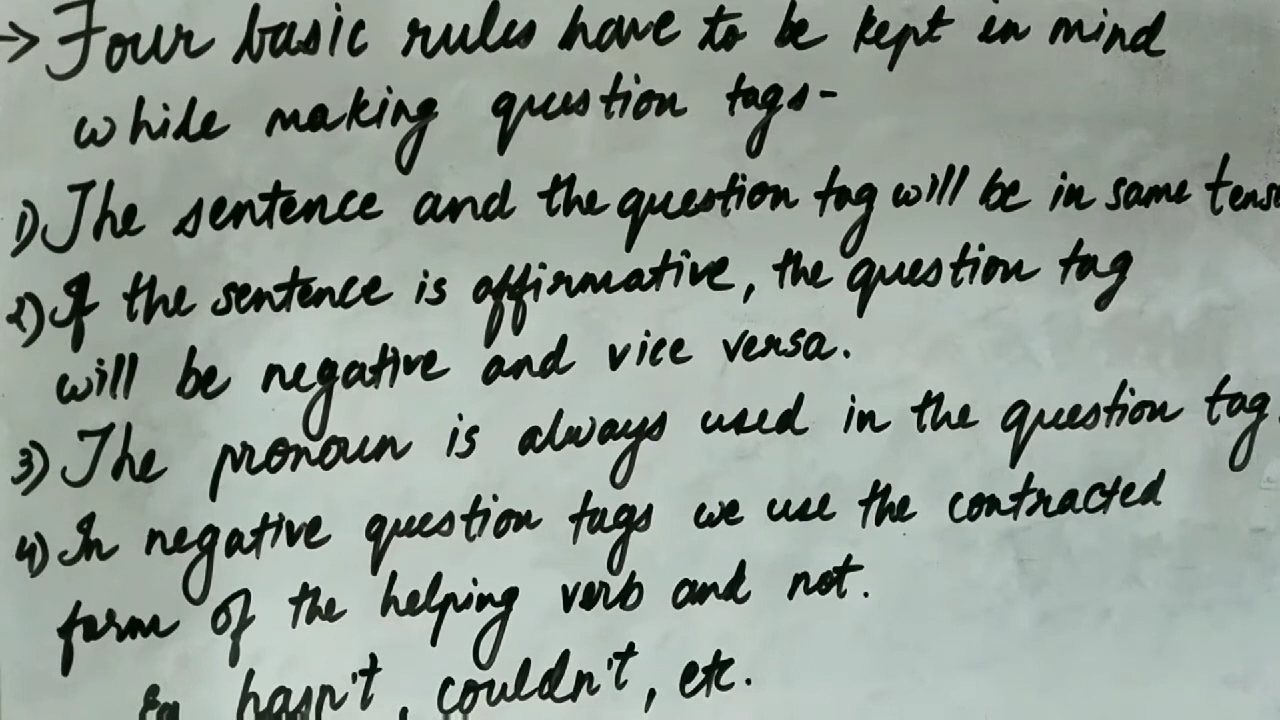 → Four basic rules have to be kept in mind
while making question tags-
1) The sentence and the question tag will be in same tense
2) If the sentence is affirmative, the question tag
will be negative and vice versa.
3) The pronoun is always used in the question tag.
4) In negative question tags we use the contracted
form of the helping verb and not.
Eg hasn't, couldn't, etc.